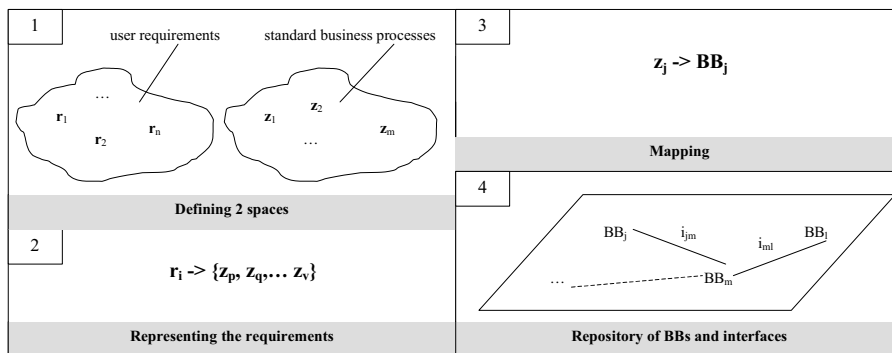 1
user requirements
standard business processes
…
r1
r2
rn
z1
z2
…
zm
Defining 2 spaces
2
ri -> {zp, zq,… zv}
Representing the requirements
3
zj -> BBj
Mapping
4
BBj
ijm
iml
BBl
…
BBm
Repository of BBs and interfaces